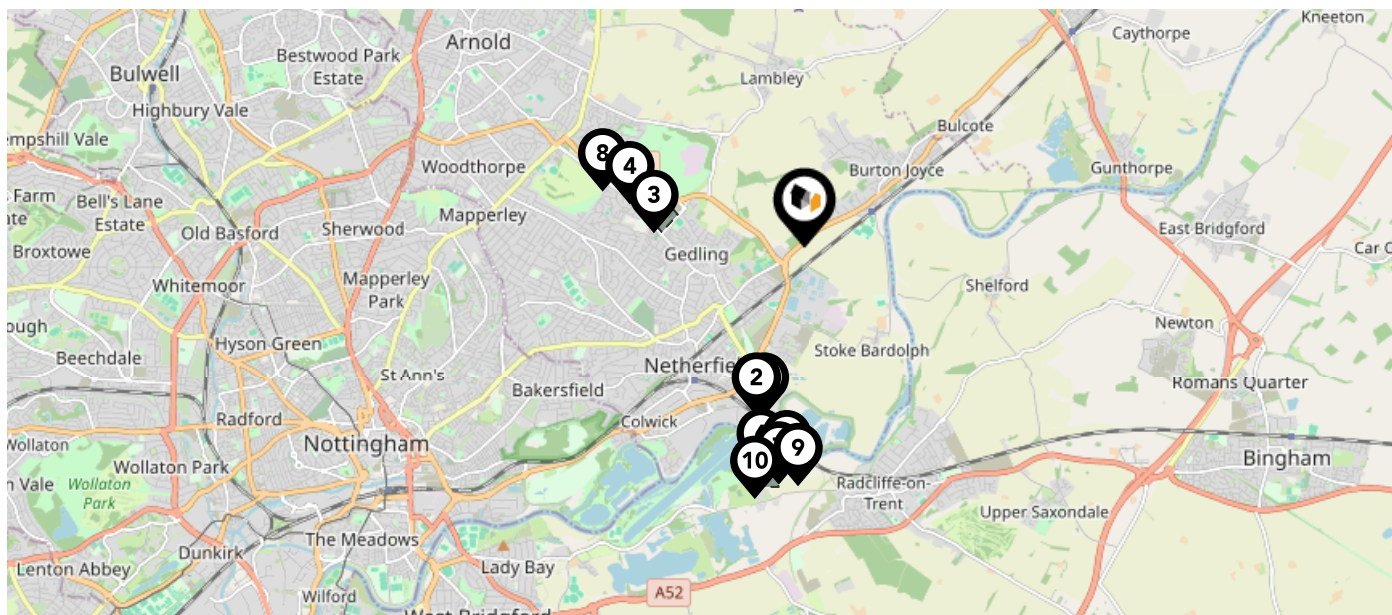 Kneeton
Arnold
Caythorpe
Bestwood Park
Estate
Bulwell
Lambley
Highbury Vale
empshill Vale
Bulcote
8
4
Woodthorpe
Gunthorpe
Burton Joyce
3
Farm
ate
Bell's Lane
Estate
Mapperley
Old Basford
Sherwood
East Bridgford
Broxtowe
Gedling
Car C
Whitemoor
Mapperley
Park
Shelford
ough
Newton
Hyson Green
Stoke Bardolph
Beechdale
Netherfie
St Ann's
2
Romans Quarter
Bakersfield
Radford
Colwick
Wollaton
Nottingham
9
10
Bingham
Wollaton Park
n Vale
Wollaton
Park
Radcliffe-on-
Trent
Upper Saxondale
The Meadows
Dunkirk
Lenton Abbey
Lady Bay
A52
Wilford
West Bridgford